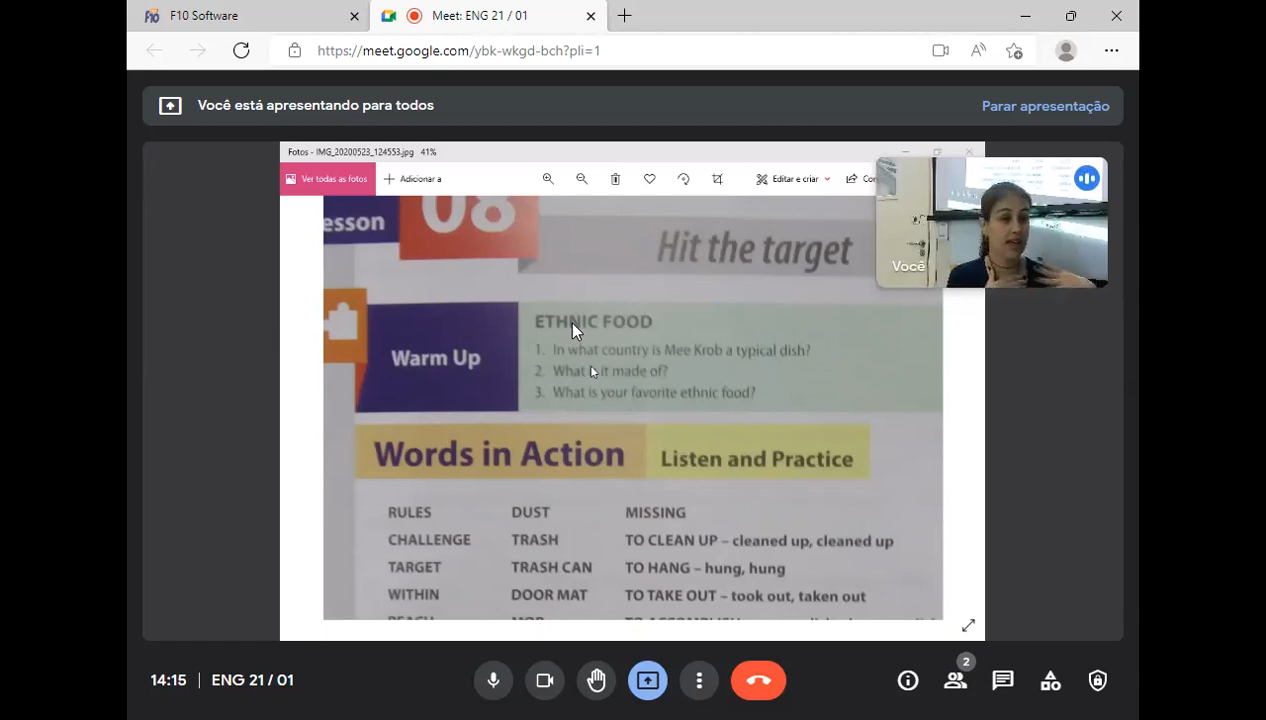 F10 Software
Meet: ENG 21 / 01
https://meet.google.com/ybk-wkgd-bch?pli=1
Você está apresentando para todos
Parar apresentação
Fotos - IMG_20200523_124553.jpg 41%
Ver todas as fotos
Adicionar a
Editar e criar
08
Hit the target
Você
Warm Up
ETHNIC FOOD
1. In what country is Mee Krob a typical dish?
2. What it made of?
3. What is your favorite ethnic food?
Words in Action
Listen and Practice
RULES DUST MISSING
CHALLENGE TRASH TO CLEAN UP – cleaned up, cleaned up
TARGET TRASH CAN TO HANG – hung, hung
WITHIN DOOR MAT TO TAKE OUT – took out, taken out
14:15 ENG 21 / 01
2